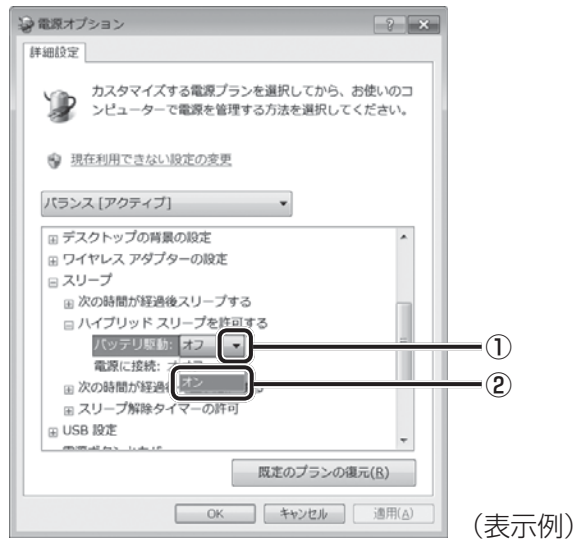 電源オプション
詳細設定
カスタマイズする電源プランを選択してから、お使いのコ
ンピューターで電源を管理する方法を選択してください。
現在利用できない設定の変更
バランス [アクティブ]
デスクトップの背景の設定
ワイヤレス アダプターの設定
スリープ
次の時間が経過後スリープする
ハイブリッド スリープを許可する
バッテリ駆動: オフ
①
電源に接続:
オン
②
次の時間が経過
スリープ解除タイマーの許可
USB 設定
既定のプランの復元(R)
OK キャンセル 適用(A)
(表示例)